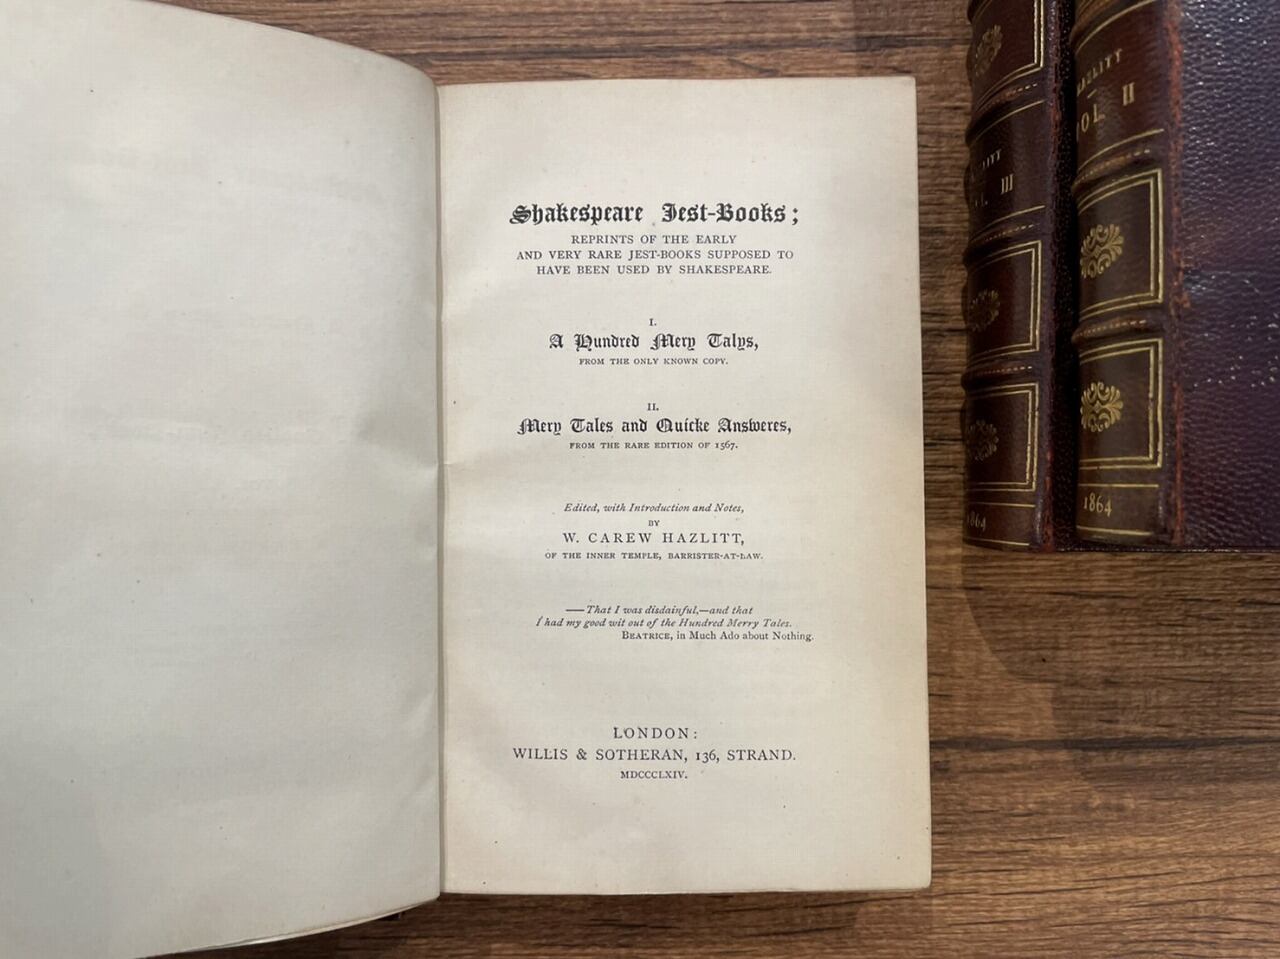 Shakespeare Jest-Books;
REPRINTS OF THE EARLY
AND VERY RARE JEST-BOOKS SUPPOSED TO
HAVE BEEN USED BY SHAKESPEARE.
I.
A Hundred Mery Talys,
FROM THE ONLY KNOWN COPY.
II.
Mery Tales and Quicke Answeres,
FROM THE RARE EDITION OF 1567.
Edited, with Introduction and Notes,
BY
W. CAREW HAZLITT,
OF THE INNER TEMPLE, BARRISTER-AT-LAW.
—— That I was disdainful,—and that
I had my good wit out of the Hundred Merry Tales.
BEATRICE, in Much Ado about Nothing.
LONDON:
WILLIS & SOTHERAN, 136, STRAND.
MDCCCLXIV.
III
1864
VOL II
1864